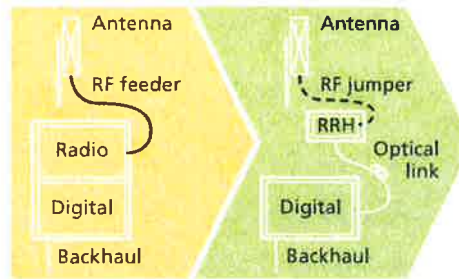 Antenna
RF feeder
Radio
Digital
Backhaul
Antenna
RF jumper
RRH
Optical
link
Digital
Backhaul